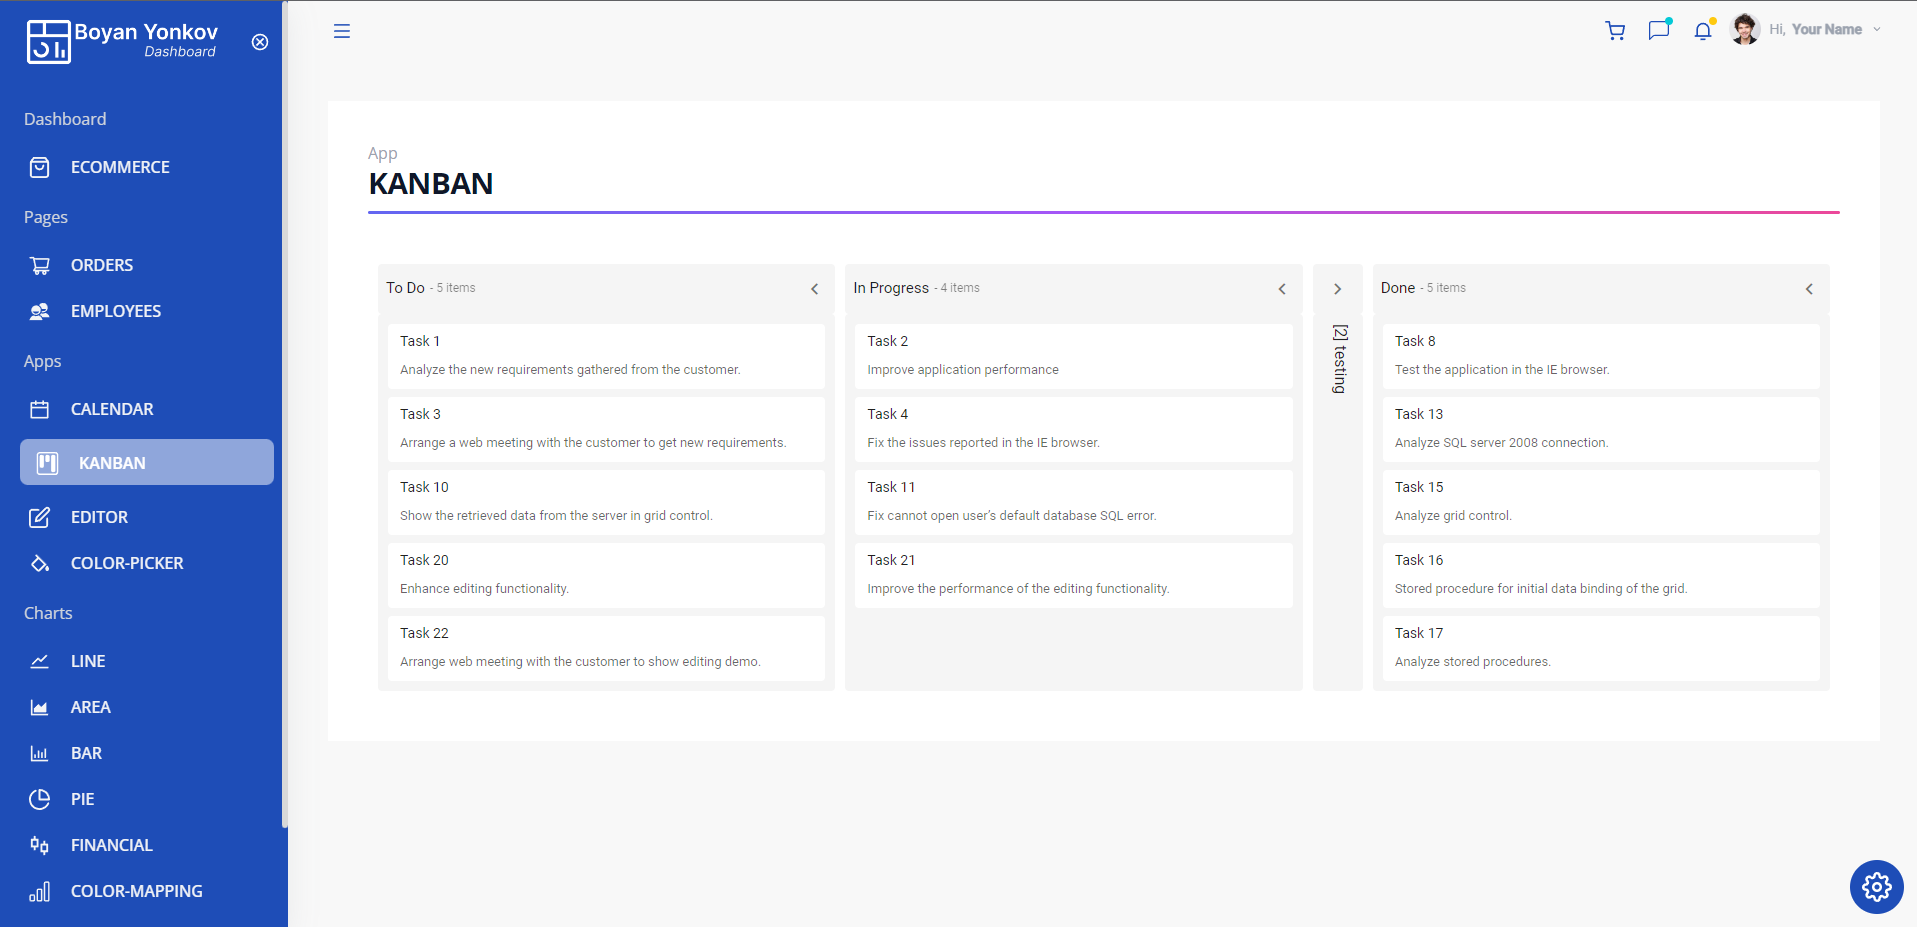 Boyan Yonkov
Dashboard
Dashboard
ECOMMERCE
Pages
ORDERS
EMPLOYEES
Apps
CALENDAR
KANBAN
EDITOR
COLOR-PICKER
Charts
LINE
AREA
BAR
PIE
FINANCIAL
COLOR-MAPPING
Hi, Your Name
App
KANBAN
To Do - 5 items
Task 1
Analyze the new requirements gathered from the customer.
Task 3
Arrange a web meeting with the customer to get new requirements.
Task 10
Show the retrieved data from the server in grid control.
Task 20
Enhance editing functionality.
Task 22
Arrange web meeting with the customer to show editing demo.
In Progress - 4 items
Task 2
Improve application performance
Task 4
Fix the issues reported in the IE browser.
Task 11
Fix cannot open user's default database SQL error.
Task 21
Improve the performance of the editing functionality.
[2] testing
Done - 5 items
Task 8
Test the application in the IE browser.
Task 13
Analyze SQL server 2008 connection.
Task 15
Analyze grid control.
Task 16
Stored procedure for initial data binding of the grid.
Task 17
Analyze stored procedures.